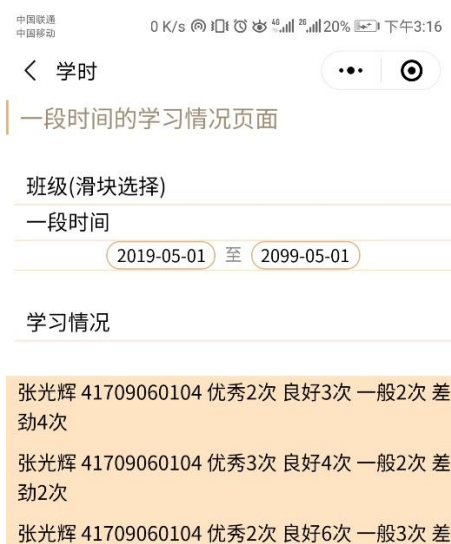 中国联通
中国移动
0 K/s 4G 2G 20% 下午3:16
学时
一段时间的学习情况页面
班级(滑块选择)
一段时间
2019-05-01 至 2099-05-01
学习情况
张光辉 41709060104 优秀2次 良好3次 一般2次 差
劲4次
张光辉 41709060104 优秀3次 良好4次 一般2次 差
劲2次
张光辉 41709060104 优秀2次 良好6次 一般3次 差